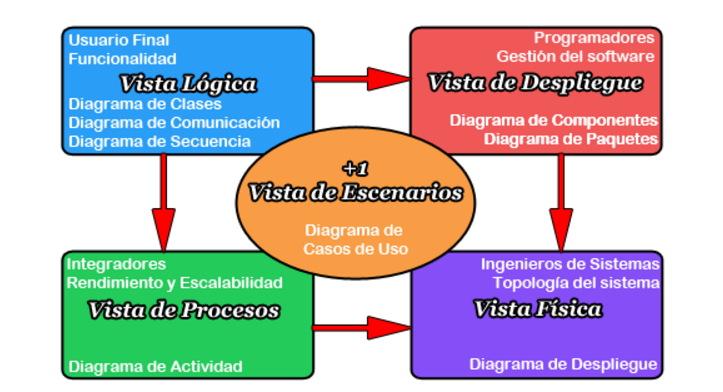 Usuario Final
Funcionalidad
Vista Lógica
Diagrama de Clases
Diagrama de Comunicación
Diagrama de Secuencia
Programadores
Gestión del software
Vista de Despliegue
Diagrama de Componentes
Diagrama de Paquetes
+1
Vista de Escenarios
Diagrama de
Casos de Uso
Integradores
Rendimiento y Escalabilidad
Vista de Procesos
Diagrama de Actividad
Ingenieros de Sistemas
Topología del sistema
Vista Física
Diagrama de Despliegue